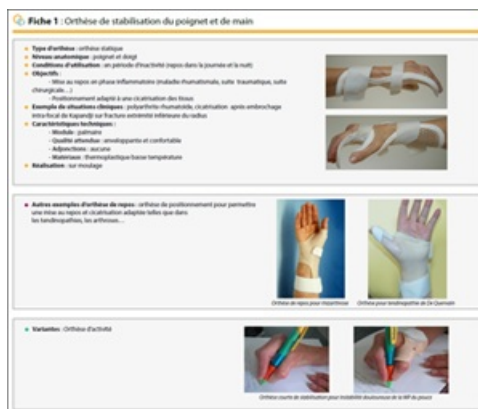 Fiche 1 : Orthèse de stabilisation du poignet et de main
Type d'orthèse : orthèse statique
Niveau anatomique : poignet et doigt
Conditions d'utilisation : en période d'inactivité (repos dans la journée et la nuit)
Objectifs :
- Mise au repos en phase inflammatoire (maladie rhumatismale, suite traumatique, suite
chirurgicale...)
- Positionnement adapté à une cicatrisation des tissus
Exemple de situations cliniques : polyarthrite rhumatoïde, cicatrisation après embrochage
intra-focal de Kapandji sur fracture extrémité inférieure du radius
Caractéristiques techniques :
- Module : palmaire
- Qualité attendue : enveloppante et confortable
- Adjonctions : aucune
- Matériaux : thermoplastique basse température
Réalisation : sur moulage
Autres exemples d'orthèse de repos : orthèse de positionnement pour permettre
une mise au repos et cicatrisation adaptée telles que dans
les tendinopathies, les arthroses...
Orthèse de repos pour rhizarthrose
Orthèse pour tendinopathie de De Quervain
Variantes : Orthèse d'activité
Orthèse courte de stabilisation pour instabilité douloureuse de la MP du pouce